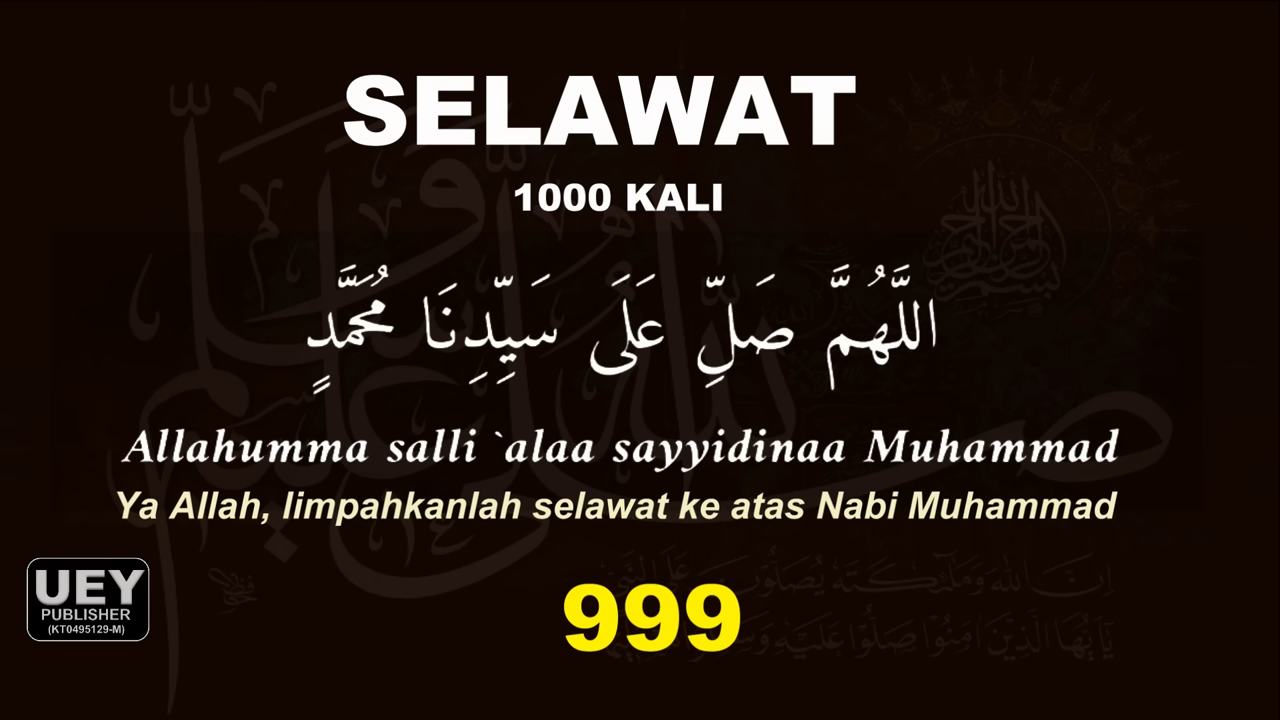 SELAWAT
1000 KALI
اللَّهُمَّ صَلِّ عَلَى سَيِّدِنَا مُحَمَّدٍ
Allahumma salli `alaa sayyidinaa Muhammad
Ya Allah, limpahkanlah selawat ke atas Nabi Muhammad
UEY
PUBLISHER
(KT0495129-M)
999